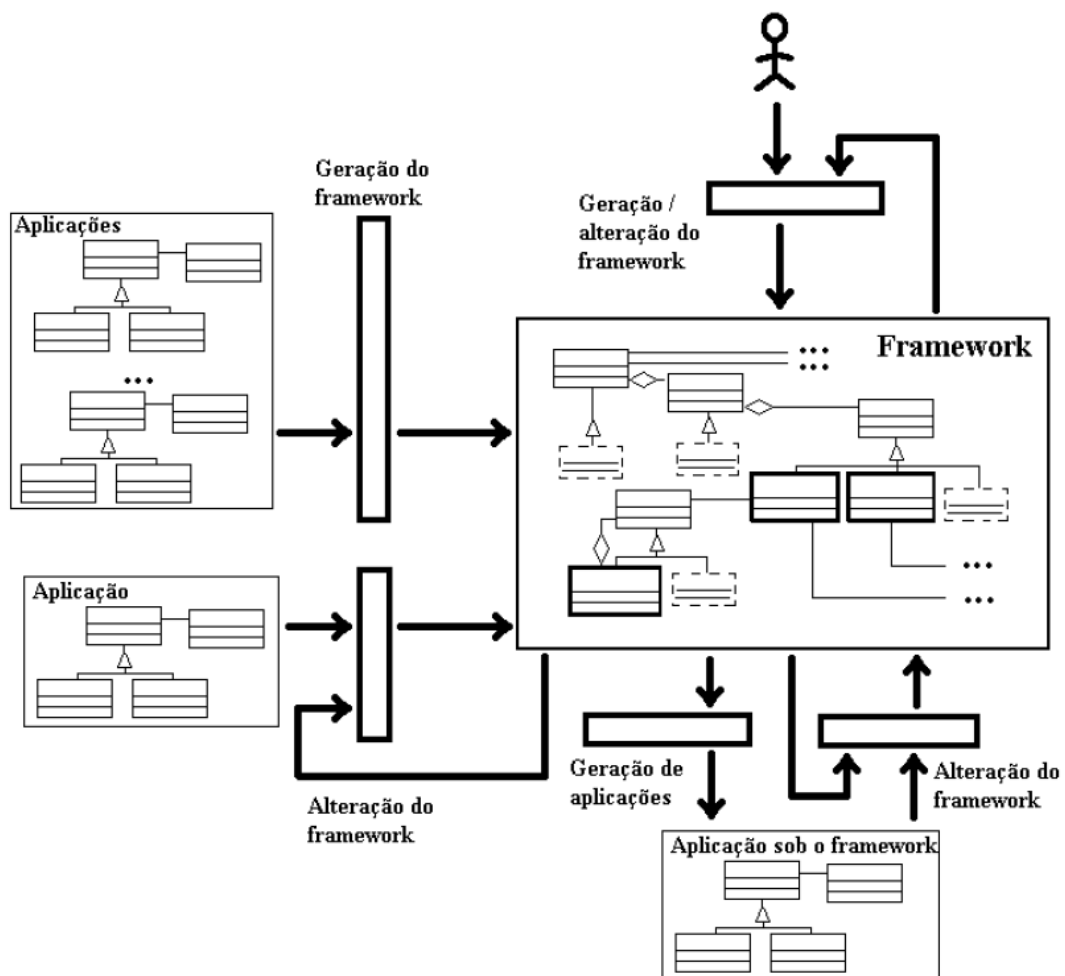 Geração do
framework
Aplicações
•••
Geração /
alteração do
framework
Framework
•••
•••
•••
•••
Aplicação
Alteração do
framework
Geração de
aplicações
Alteração do
framework
Aplicação sob o framework